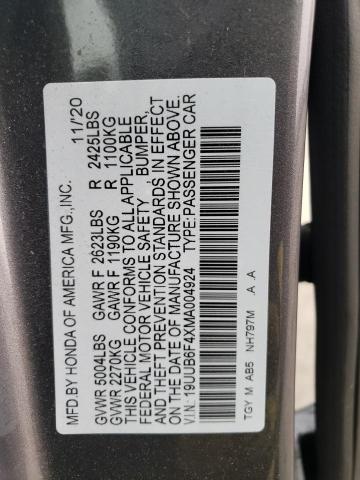 MFD.BY HONDA OF AMERICA MFG.,INC. 11/'20
GVWR 5004LBS GAWR F 2623LBS R 2425LBS
GVWR 2270KG GAWR F 1190KG R 1100KG
THIS VEHICLE CONFORMS TO ALL APPLICABLE
FEDERAL MOTOR VEHICLE SAFETY BUMPER,
AND THEFT PREVENTION STANDARDS IN EFFECT
ON THE DATE OF MANUFACTURE SHOWN ABOVE.
V.I.N.: 19UUB6F4XMA004924 TYPE:PASSENGER CAR
TGY M AB5 NH797M .A .A